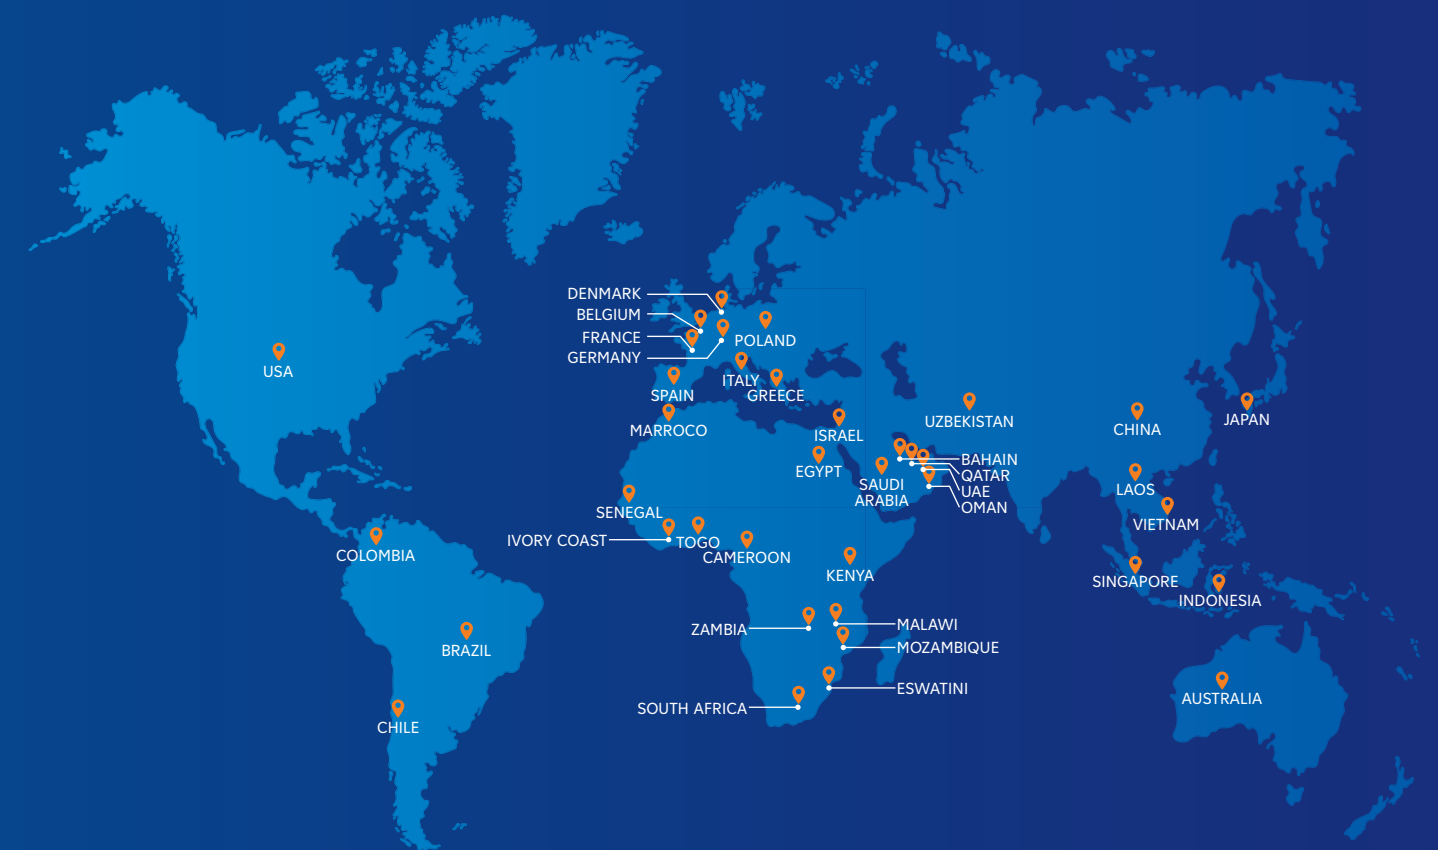 DENMARK
BELGIUM
FRANCE
GERMANY
POLAND
USA
ITALY
SPAIN
GREECE
MARROCO
ISRAEL
UZBEKISTAN
CHINA
JAPAN
EGYPT
BAHAIN
QATAR
UAE
OMAN
SAUDI
ARABIA
LAOS
SENEGAL
VIETNAM
IVORY COAST
TOGO
CAMEROON
COLOMBIA
KENYA
SINGAPORE
INDONESIA
ZAMBIA
MALAWI
MOZAMBIQUE
BRAZIL
ESWATINI
SOUTH AFRICA
AUSTRALIA
CHILE